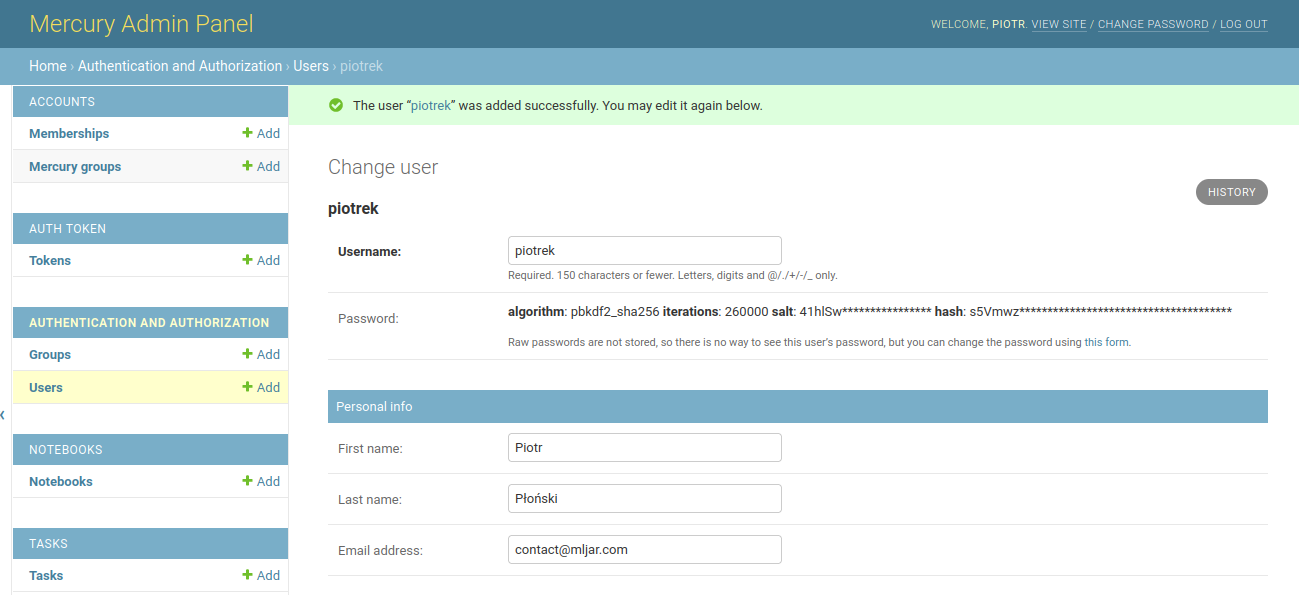 Mercury Admin Panel
WELCOME, PIOTR. VIEW SITE / CHANGE PASSWORD / LOG OUT
Home › Authentication and Authorization › Users › piotrek
ACCOUNTS
Memberships + Add
Mercury groups + Add
AUTH TOKEN
Tokens + Add
AUTHENTICATION AND AUTHORIZATION
Groups + Add
Users + Add
NOTEBOOKS
Notebooks + Add
TASKS
Tasks + Add
The user “piotrek” was added successfully. You may edit it again below.
Change user
HISTORY
piotrek
Username: piotrek
Required. 150 characters or fewer. Letters, digits and @/./+/-/_ only.
Password: algorithm: pbkdf2_sha256 iterations: 260000 salt: 41hlSw**************** hash: s5Vmwz**************************************
Raw passwords are not stored, so there is no way to see this user’s password, but you can change the password using this form.
Personal info
First name: Piotr
Last name: Płoński
Email address: contact@mljar.com